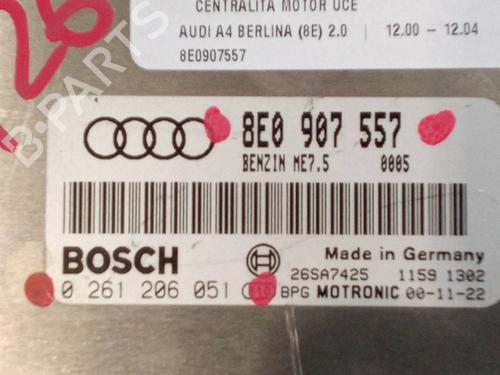 CENTRALITA MOTOR UCE
AUDI A4 BERLINA (8E) 2.0 | 12.00 — 12.04
8E0907557
26
B-PARTS
8E0 907 557
BENZIN ME7.5 0005
BOSCH
Made in Germany
26SA7425 1159 1302
0 261 206 051 BPG MOTRONIC 00-11-22